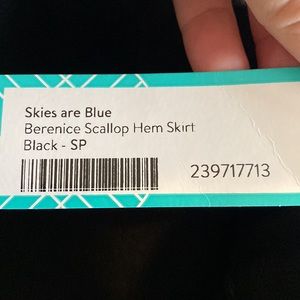 Skies are Blue
Berenice Scallop Hem Skirt
Black - SP
239717713